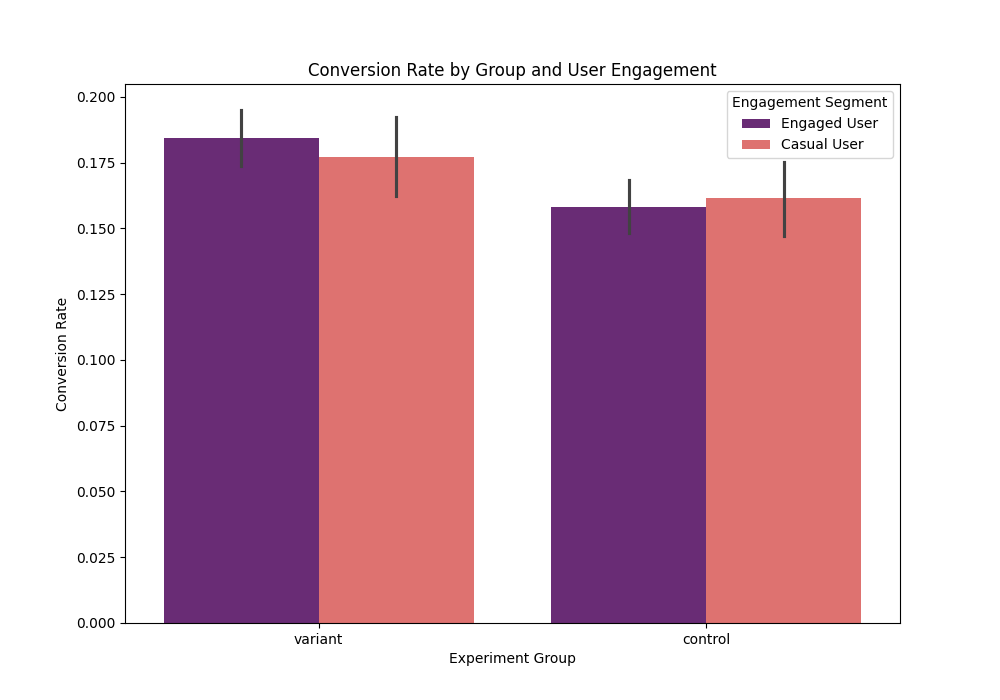 Conversion Rate by Group and User Engagement
Engagement Segment
Engaged User
Casual User
Conversion Rate
0.200
0.175
0.150
0.125
0.100
0.075
0.050
0.025
0.000
variant
control
Experiment Group